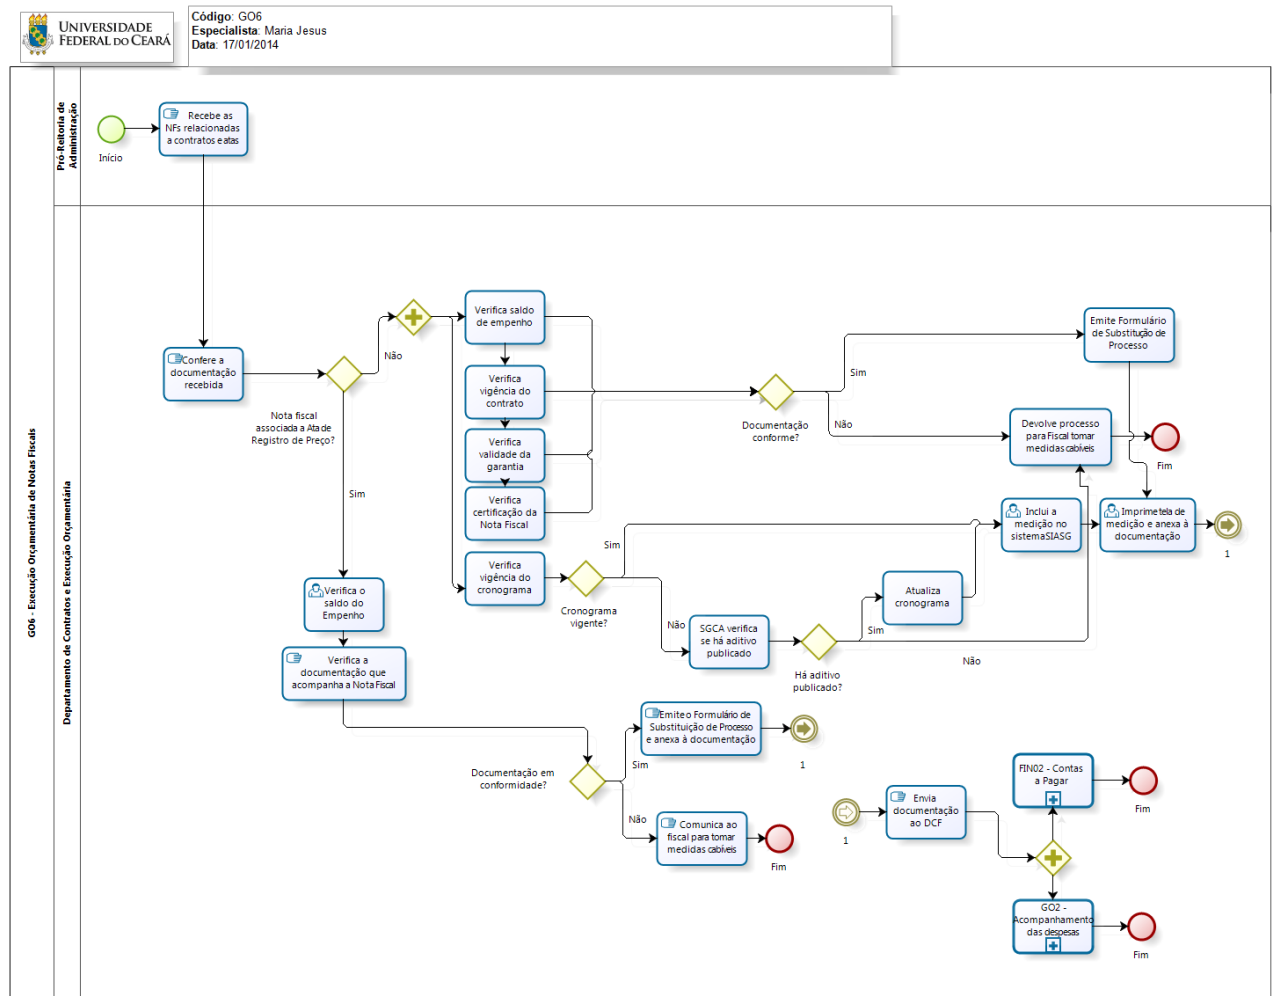 UNIVERSIDADE
FEDERAL DO CEARÁ
Código: GO6
Especialista: Maria Jesus
Data: 17/01/2014
GO6 - Execução Orçamentária de Notas Fiscais
Pró-Reitoria de
Administração
Início
Recebe as
NFs relacionadas
a contratos e atas
Departamento de Contratos e Execução Orçamentária
Confere a
documentação
recebida
Nota fiscal
associada a Ata de
Registro de Preço?
Não
Sim
Verifica saldo
de empenho
Verifica
vigência do
contrato
Verifica
validade da
garantia
Verifica
certificação da
Nota Fiscal
Verifica
vigência do
cronograma
Documentação
conforme?
Sim
Não
Emite Formulário
de Substitução de
Processo
Devolve processo
para Fiscal tomar
medidas cabíveis
Fim
Cronograma
vigente?
Sim
Não
SGCA verifica
se há aditivo
publicado
Há aditivo
publicado?
Sim
Não
Atualiza
cronograma
Inclui a
medição no
sistema SIASG
Imprime tela de
medição e anexa à
documentação
1
Verifica o
saldo do
Empenho
Verifica a
documentação que
acompanha a Nota Fiscal
Documentação em
conformidade?
Sim
Não
Emite o Formulário de
Substituição de Processo
e anexa à documentação
1
Comunica ao
fiscal para tomar
medidas cabíveis
Fim
1
Envia
documentação
ao DCF
FIN02 - Contas
a Pagar
Fim
GO2 -
Acompanhamento
das despesas
Fim